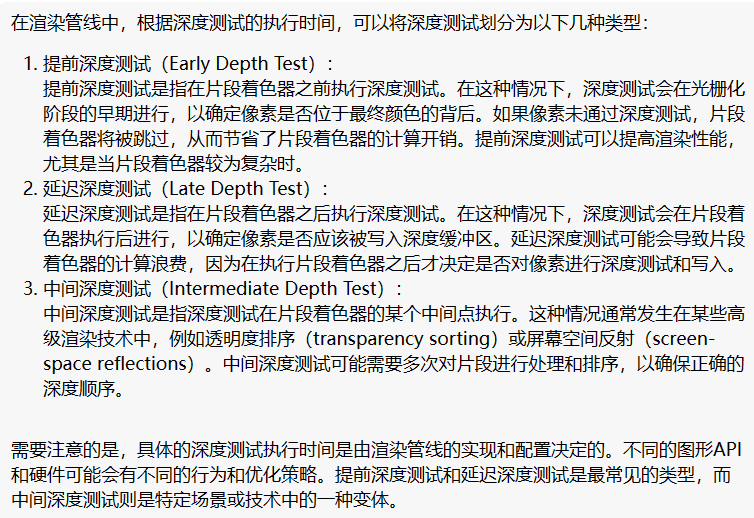 在渲染管线中，根据深度测试的执行时间，可以将深度测试划分为以下几种类型：
1. 提前深度测试（Early Depth Test）：
提前深度测试是指在片段着色器之前执行深度测试。在这种情况下，深度测试会在光栅化
阶段的早期进行，以确定像素是否位于最终颜色的背后。如果像素未通过深度测试，片段
着色器将被跳过，从而节省了片段着色器的计算开销。提前深度测试可以提高渲染性能，
尤其是当片段着色器较为复杂时。
2. 延迟深度测试（Late Depth Test）：
延迟深度测试是指在片段着色器之后执行深度测试。在这种情况下，深度测试会在片段着
色器执行后进行，以确定像素是否应该被写入深度缓冲区。延迟深度测试可能会导致片段
着色器的计算浪费，因为在执行片段着色器之后才决定是否对像素进行深度测试和写入。
3. 中间深度测试（Intermediate Depth Test）：
中间深度测试是指深度测试在片段着色器的某个中间点执行。这种情况通常发生在某些高
级渲染技术中，例如透明度排序（transparency sorting）或屏幕空间反射（screen-
space reflections）。中间深度测试可能需要多次对片段进行处理和排序，以确保正确的
深度顺序。
需要注意的是，具体的深度测试执行时间是由渲染管线的实现和配置决定的。不同的图形API
和硬件可能会有不同的行为和优化策略。提前深度测试和延迟深度测试是最常见的类型，而
中间深度测试则是特定场景或技术中的一种变体。